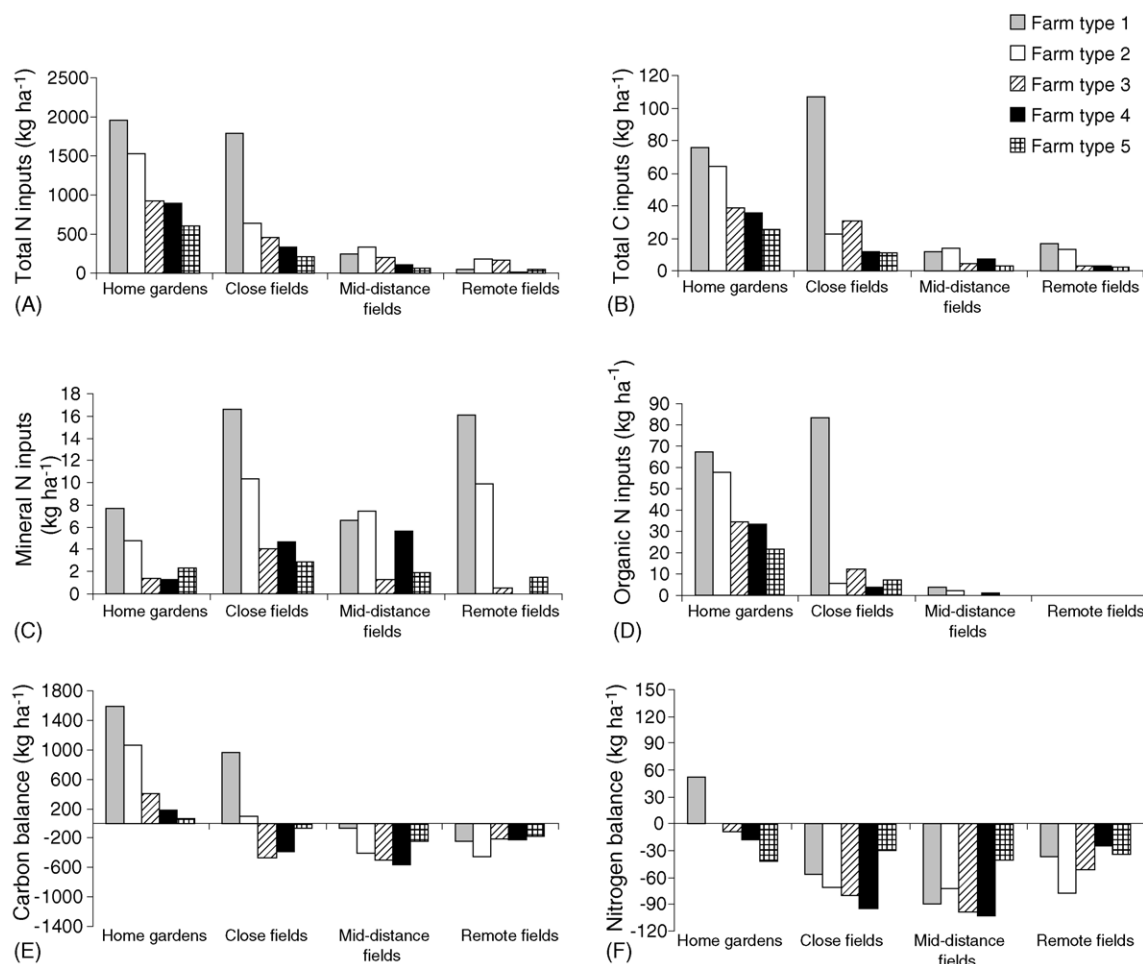 Farm type 1
Farm type 2
Farm type 3
Farm type 4
Farm type 5
Total N inputs (kg ha-1)
2500
2000
1500
1000
500
0
Home gardens
Close fields
Mid-distance
fields
Remote fields
(A)
Total C inputs (kg ha-1)
120
100
80
60
40
20
0
Home gardens
Close fields
Mid-distance
fields
Remote fields
(B)
Mineral N inputs
(kg ha-1)
18
16
14
12
10
8
6
4
2
0
Home gardens
Close fields
Mid-distance
fields
Remote fields
(C)
Organic N inputs (kg ha-1)
90
80
70
60
50
40
30
20
10
0
Home gardens
Close fields
Mid-distance
fields
Remote fields
(D)
Carbon balance (kg ha-1)
1800
1400
1000
600
200
-200
-600
-1000
-1400
Home gardens
Close fields
Mid-distance
fields
Remote fields
(E)
Nitrogen balance (kg ha-1)
150
120
90
60
30
0
-30
-60
-90
-120
Home gardens
Close fields
Mid-distance
fields
Remote fields
(F)